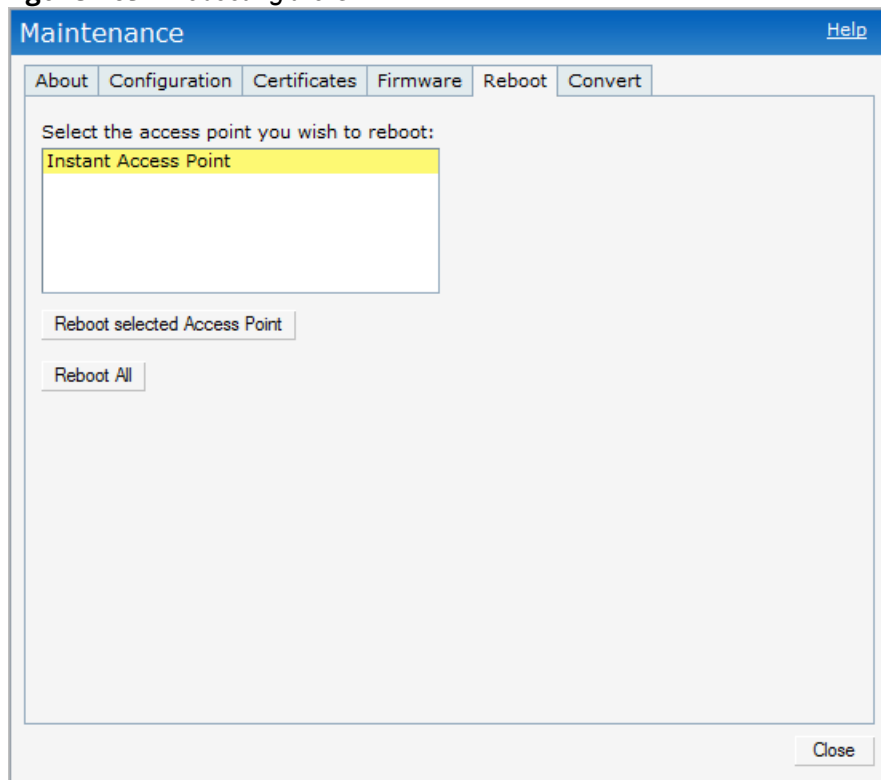 Maintenance Help
About Configuration Certificates Firmware Reboot Convert
Select the access point you wish to reboot:
Instant Access Point
Reboot selected Access Point
Reboot All
Close